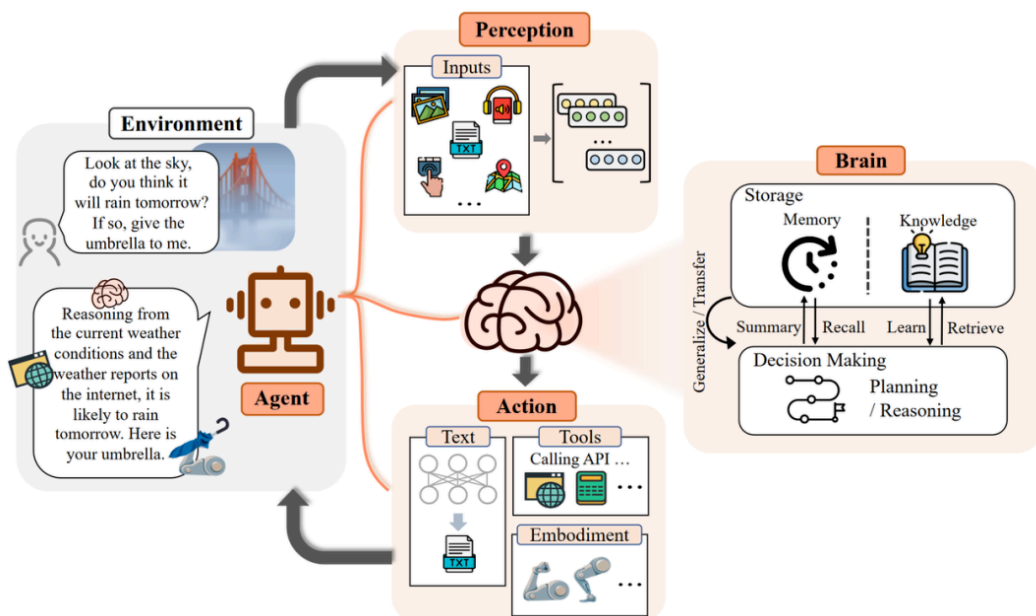 Environment
Look at the sky,
do you think it
will rain tomorrow?
If so, give the
umbrella to me.
Reasoning from
the current weather
conditions and the
weather reports on
the internet, it is
likely to rain
tomorrow. Here is
your umbrella.
Agent
Perception
Inputs
TXT
...
...
Brain
Storage
Memory
Knowledge
Generalize / Transfer
Summary
Recall
Learn
Retrieve
Decision Making
Planning
/ Reasoning
Action
Text
TXT
Tools
Calling API ...
...
Embodiment
...